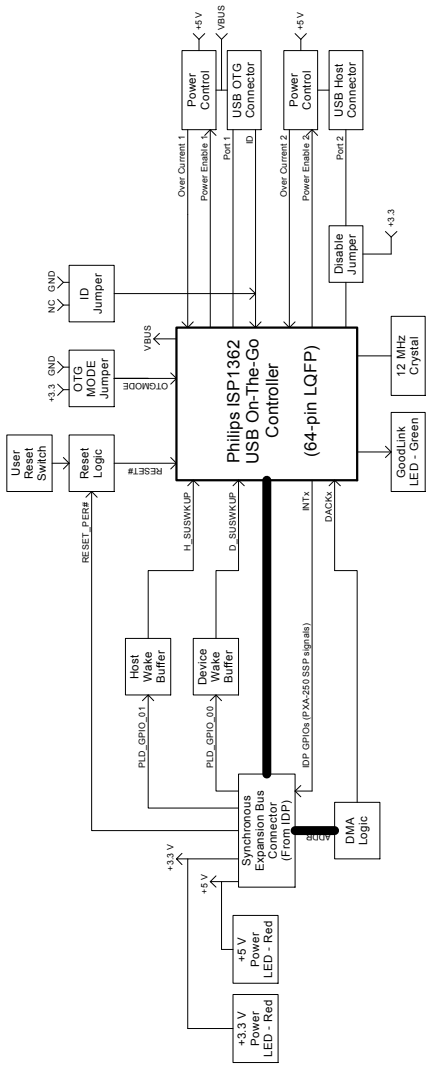 +3.3 V
Power
LED - Red
+5 V
Power
LED - Red
+5 V
+3.3 V
Synchronous
Expansion Bus
Connector
(From IDP)
ADDR
DMA
Logic
PLD_GPIO_01
PLD_GPIO_00
Host
Wake
Buffer
Device
Wake
Buffer
IDP GPIOs (PXA-250 SSP signals)
RESET_PER#
User
Reset
Switch
Reset
Logic
RESET#
H_SUSWKUP
D_SUSWKUP
INTx
DACKx
+3.3
GND
OTG
MODE
Jumper
OTGMODE
NC
GND
ID
Jumper
VBUS
Philips ISP1362
USB On-The-Go
Controller
(64-pin LQFP)
GoodLink
LED - Green
12 MHz
Crystal
Over Current 1
Power Enable 1
Port 1
ID
Over Current 2
Power Enable 2
Port 2
Disable
Jumper
+3.3
Power
Control
+5 V
VBUS
USB OTG
Connector
Power
Control
+5 V
USB Host
Connector